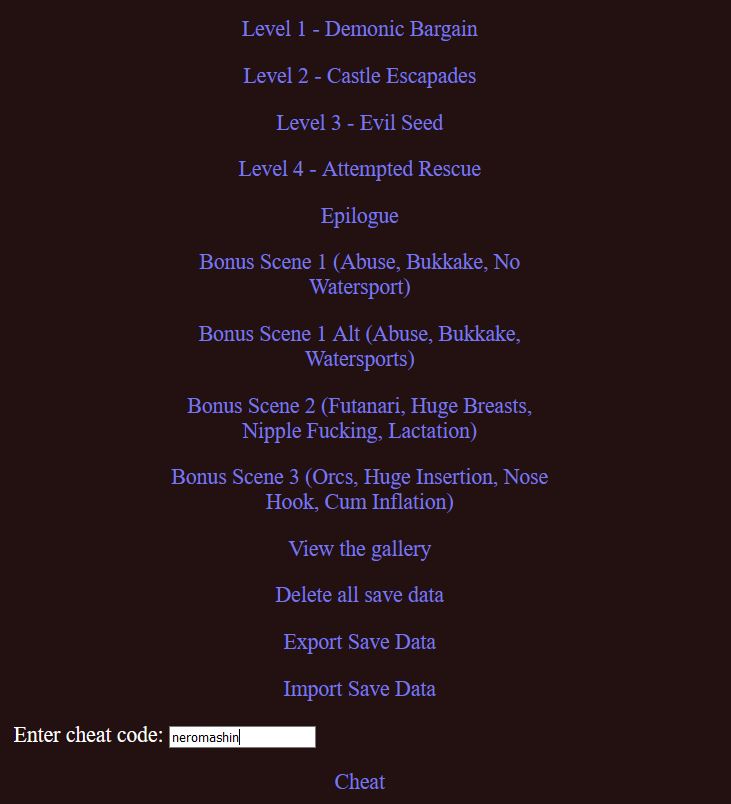 Level 1 - Demonic Bargain
Level 2 - Castle Escapades
Level 3 - Evil Seed
Level 4 - Attempted Rescue
Epilogue
Bonus Scene 1 (Abuse, Bukkake, No
Watersport)
Bonus Scene 1 Alt (Abuse, Bukkake,
Watersports)
Bonus Scene 2 (Futanari, Huge Breasts,
Nipple Fucking, Lactation)
Bonus Scene 3 (Orcs, Huge Insertion, Nose
Hook, Cum Inflation)
View the gallery
Delete all save data
Export Save Data
Import Save Data
Enter cheat code: neromashin
Cheat